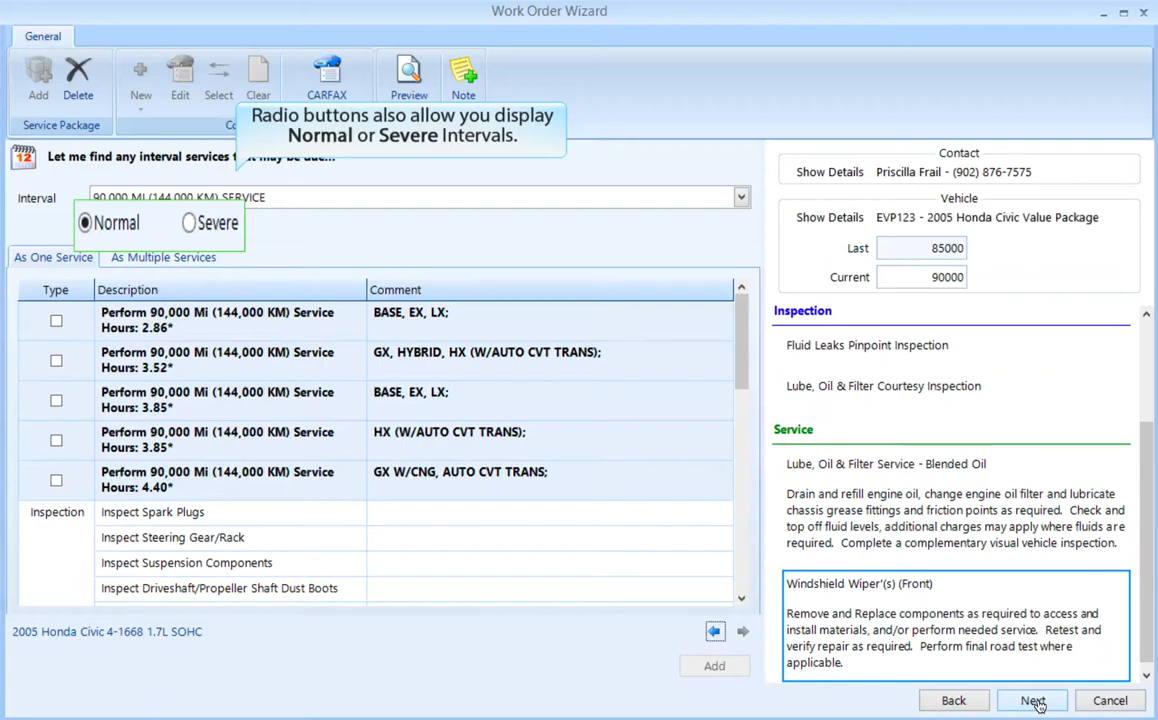 Work Order Wizard
General
Add
Delete
New
Edit
Select
Clear
CARFAX
Preview
Note
Service Package
Co
Radio buttons also allow you display
Normal or Severe Intervals.
12
Let me find any interval services t may be due...
Interval
90,000 MI (144,000 KM) SERVICE
Normal
Severe
As One Service
As Multiple Services
Type
Description
Comment
Perform 90,000 Mi (144,000 KM) Service
Hours: 2.86*
BASE, EX, LX;
Perform 90,000 Mi (144,000 KM) Service
Hours: 3.52*
GX, HYBRID, HX (W/AUTO CVT TRANS);
Perform 90,000 Mi (144,000 KM) Service
Hours: 3.85*
BASE, EX, LX;
Perform 90,000 Mi (144,000 KM) Service
Hours: 3.85*
HX (W/AUTO CVT TRANS);
Perform 90,000 Mi (144,000 KM) Service
Hours: 4.40*
GX W/CNG, AUTO CVT TRANS;
Inspection
Inspect Spark Plugs
Inspect Steering Gear/Rack
Inspect Suspension Components
Inspect Driveshaft/Propeller Shaft Dust Boots
2005 Honda Civic 4-1668 1.7L SOHC
Add
Contact
Show Details Priscilla Frail - (902) 876-7575
Vehicle
Show Details EVP123 - 2005 Honda Civic Value Package
Last 85000
Current 90000
Inspection
Fluid Leaks Pinpoint Inspection
Lube, Oil & Filter Courtesy Inspection
Service
Lube, Oil & Filter Service - Blended Oil
Drain and refill engine oil, change engine oil filter and lubricate
chassis grease fittings and friction points as required. Check and
top off fluid levels, additional charges may apply where fluids are
required. Complete a complementary visual vehicle inspection.
Windshield Wiper'(s) (Front)
Remove and Replace components as required to access and
install materials, and/or perform needed service. Retest and
verify repair as required. Perform final road test where
applicable.
Back
Next
Cancel